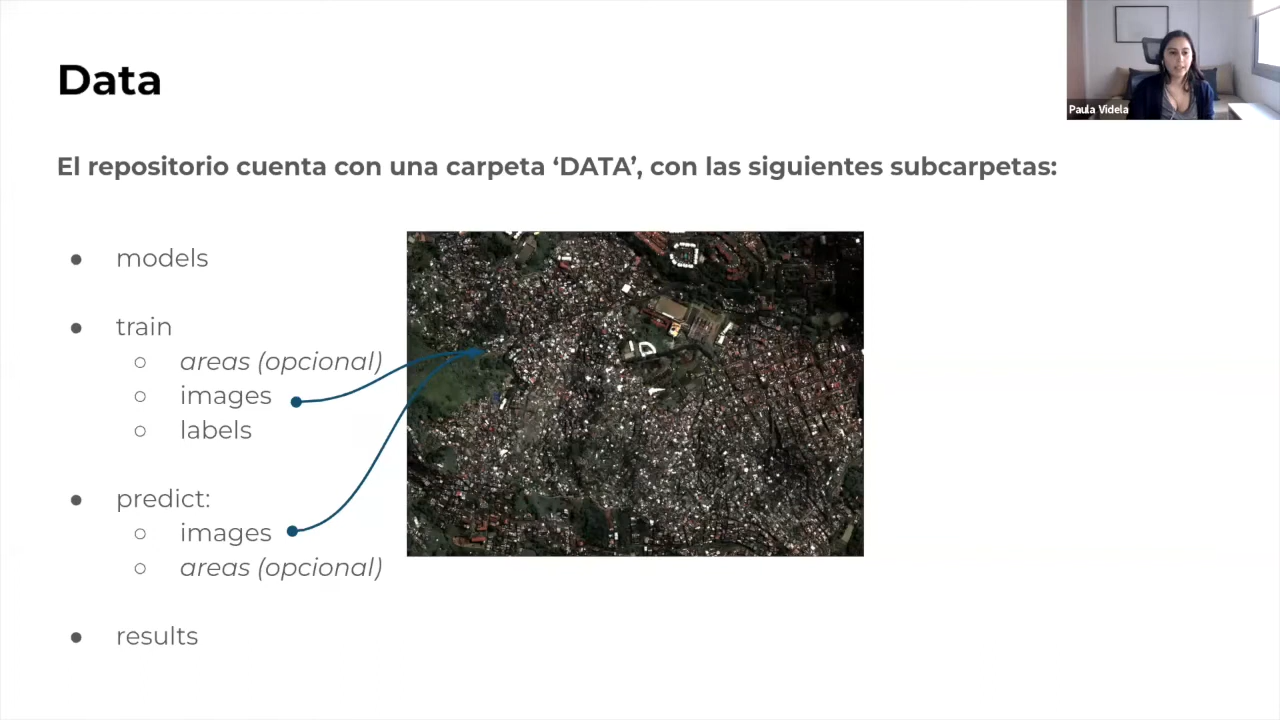 Data
Paula Videla
El repositorio cuenta con una carpeta ‘DATA’, con las siguientes subcarpetas:
● models
● train
○ areas (opcional)
○ images
○ labels
● predict:
○ images
○ areas (opcional)
● results